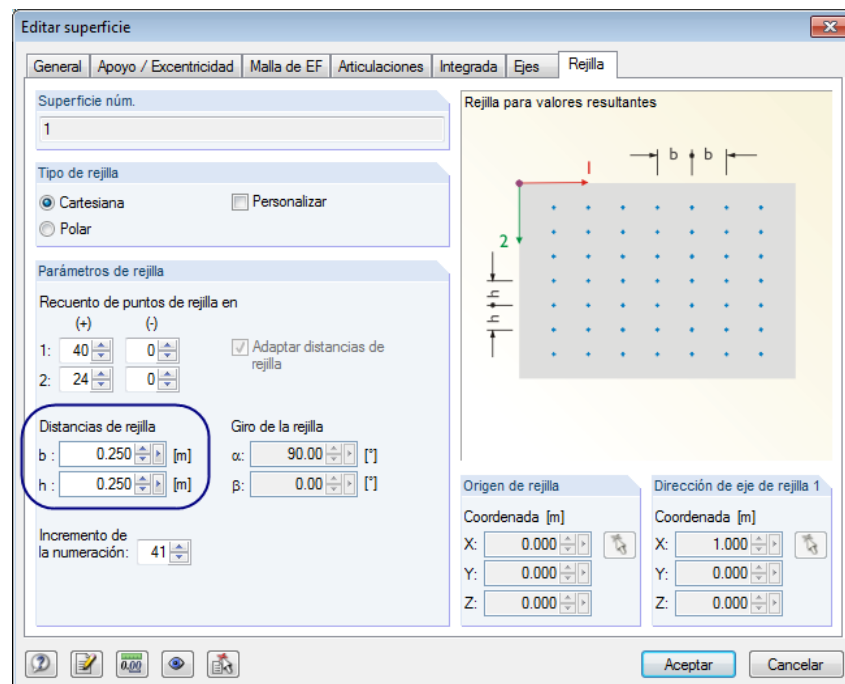 Editar superficie
General Apoyo / Excentricidad Malla de EF Articulaciones Integrada Ejes Rejilla
Superficie núm.
1
Tipo de rejilla
Cartesiana Personalizar
Polar
Parámetros de rejilla
Recuento de puntos de rejilla en
(+) (-)
1: 40 0 Adaptar distancias de rejilla
2: 24 0
Distancias de rejilla Giro de la rejilla
b : 0.250 [m] α: 90.00 [°]
h : 0.250 [m] β: 0.00 [°]
Incremento de
la numeración: 41
Rejilla para valores resultantes
b b
1
2
h
h
Origen de rejilla
Coordenada [m]
X: 0.000
Y: 0.000
Z: 0.000
Dirección de eje de rejilla 1
Coordenada [m]
X: 1.000
Y: 0.000
Z: 0.000
0,00
Aceptar Cancelar